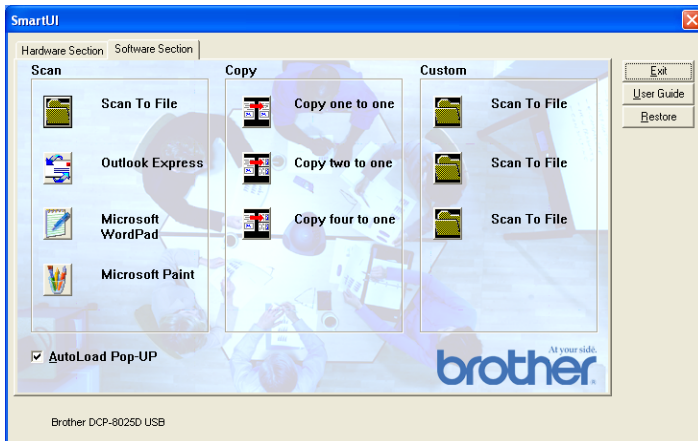 SmartUI
Hardware Section
Software Section
Scan
Copy
Custom
Exit
User Guide
Restore
Scan To File
Copy one to one
Scan To File
Outlook Express
Copy two to one
Scan To File
Microsoft
WordPad
Copy four to one
Scan To File
Microsoft Paint
AutoLoad Pop-UP
At your side.
brother
Brother DCP-8025D USB